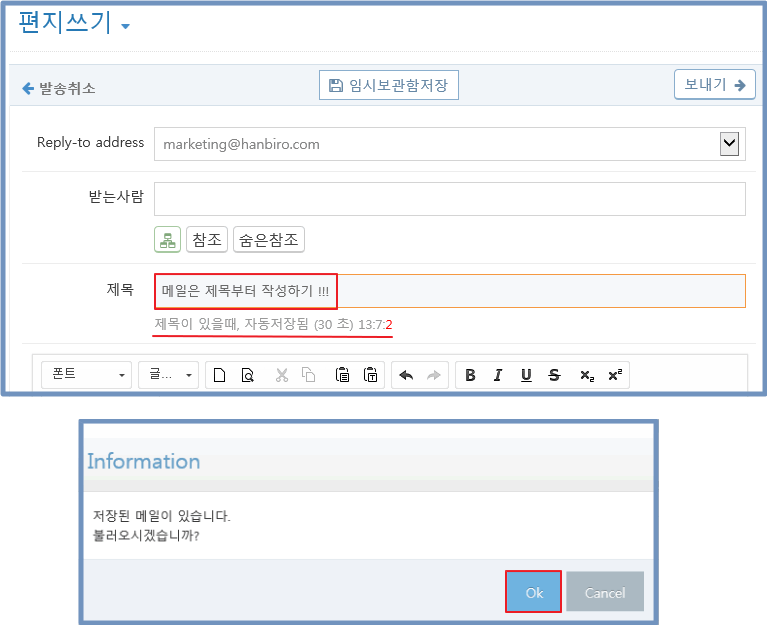 편지쓰기
발송취소 임시보관함저장 보내기
Reply-to address marketing@hanbiro.com
받는사람
참조 숨은참조
제목 메일은 제목부터 작성하기 !!!
제목이 있을때, 자동저장됨 (30 초) 13:7:2
폰트 글... B I U S x₂ x²
Information
저장된 메일이 있습니다.
불러오시겠습니까?
Ok Cancel